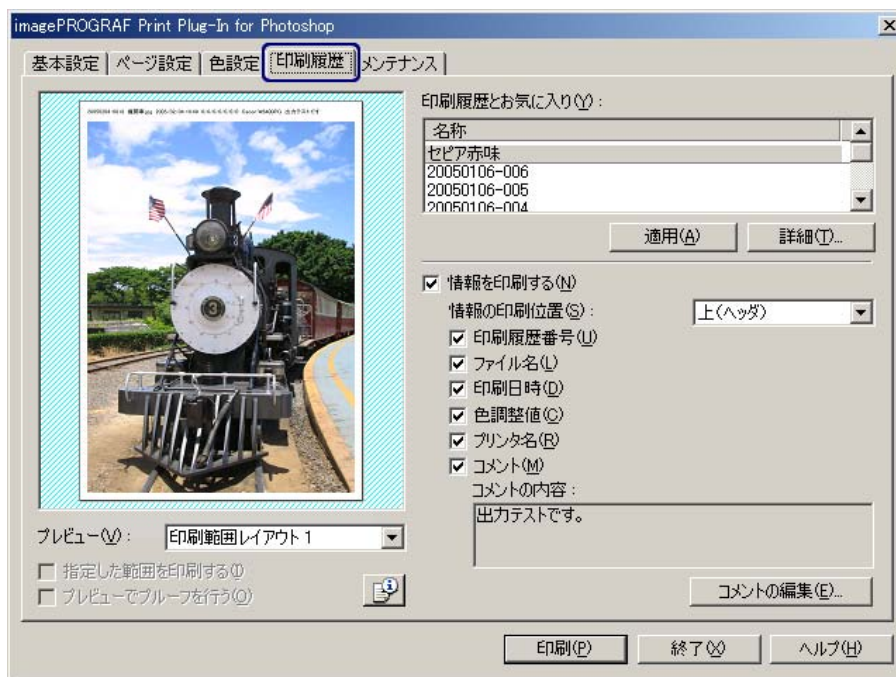 imagePROGRAF Print Plug-In for Photoshop
基本設定 ページ設定 色設定 印刷履歴 メンテナンス
印刷履歴とお気に入り(Y):
名称
セピア赤味
20050106-006
20050106-005
20050106-004
適用(A) 詳細(T)...
情報を印刷する(N)
情報の印刷位置(S): 上(ヘッダ)
印刷履歴番号(U)
ファイル名(L)
印刷日時(D)
色調整値(C)
プリンタ名(R)
コメント(M)
コメントの内容:
出力テストです。
コメントの編集(E)...
3
プレビュー(V): 印刷範囲レイアウト 1
指定した範囲を印刷する(I)
プレビューでプルーフを行う(O)
印刷(P) 終了(X) ヘルプ(H)